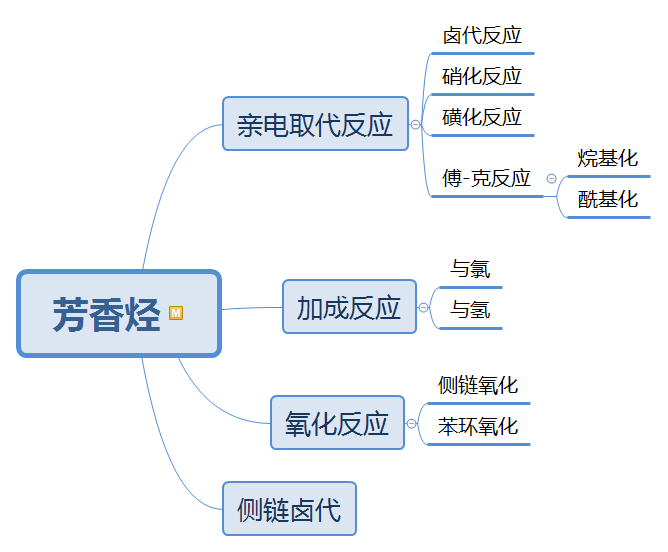 芳香烃
M
亲电取代反应
卤代反应
硝化反应
磺化反应
傅-克反应
烷基化
酰基化
加成反应
与氯
与氢
氧化反应
侧链氧化
苯环氧化
侧链卤代